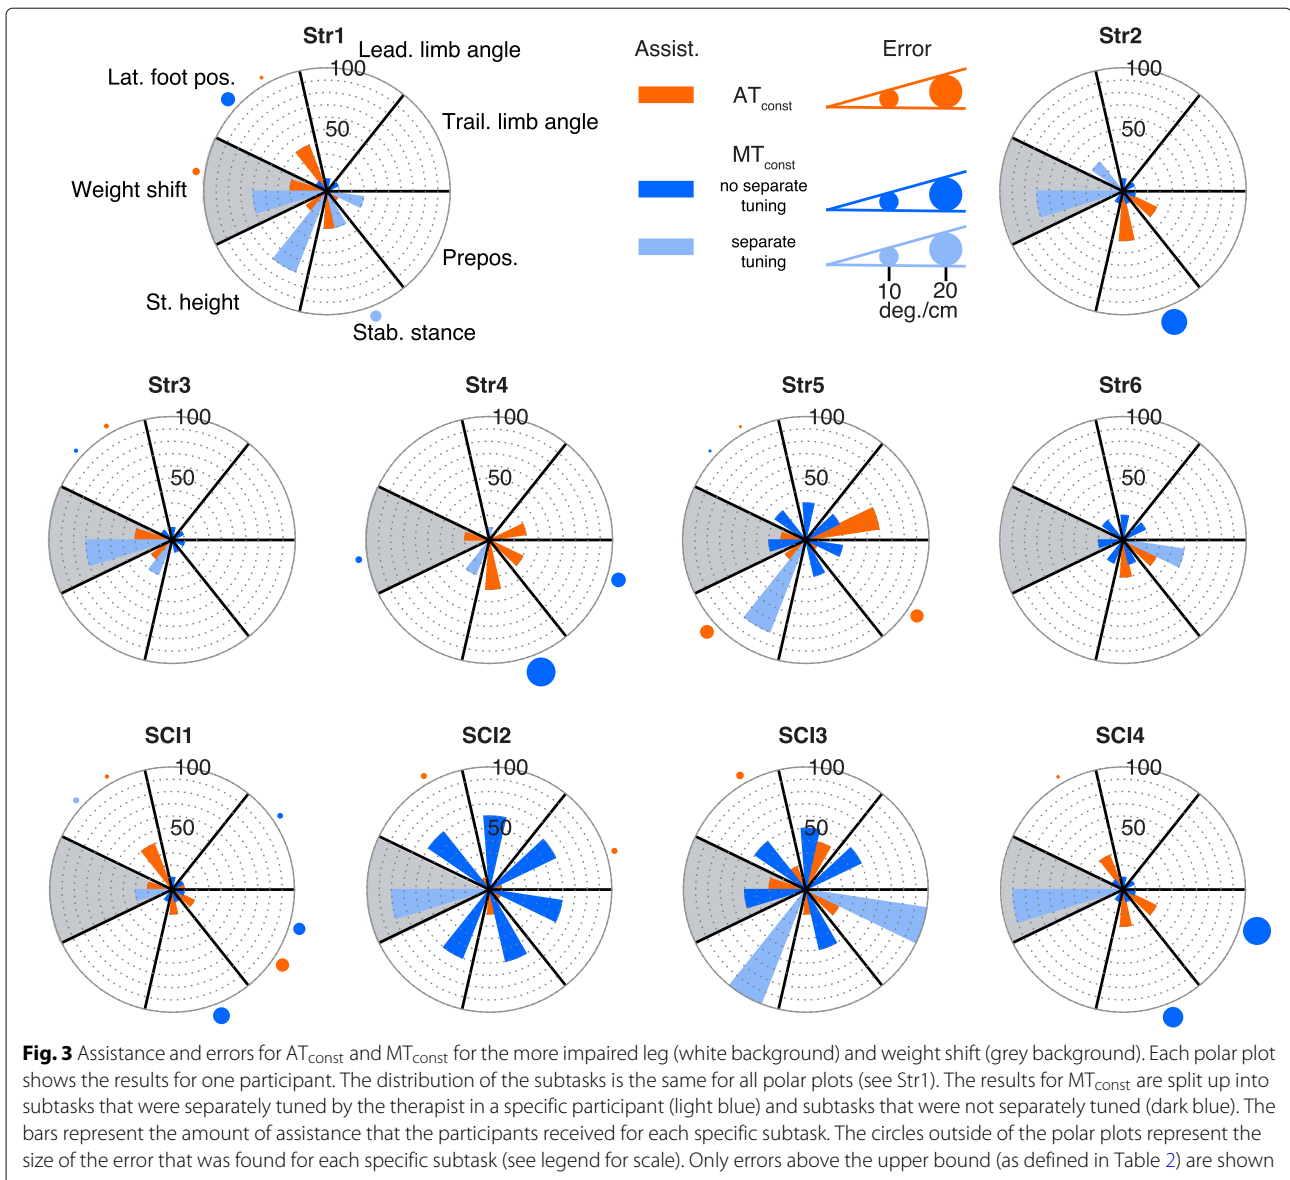 Str1
Lead. limb angle
Lat. foot pos.
100
Trail. limb angle
50
Weight shift
Prepos.
St. height
Stab. stance
Assist.
Error
AT_const
MT_const
no separate
tuning
separate
tuning
10
20
deg./cm
Str2
100
50
Str3
100
50
Str4
100
50
Str5
100
50
Str6
100
50
SCI1
100
50
SCI2
100
50
SCI3
100
50
SCI4
100
50
Fig. 3 Assistance and errors for AT_const and MT_const for the more impaired leg (white background) and weight shift (grey background). Each polar plot
shows the results for one participant. The distribution of the subtasks is the same for all polar plots (see Str1). The results for MT_const are split up into
subtasks that were separately tuned by the therapist in a specific participant (light blue) and subtasks that were not separately tuned (dark blue). The
bars represent the amount of assistance that the participants received for each specific subtask. The circles outside of the polar plots represent the
size of the error that was found for each specific subtask (see legend for scale). Only errors above the upper bound (as defined in Table 2) are shown